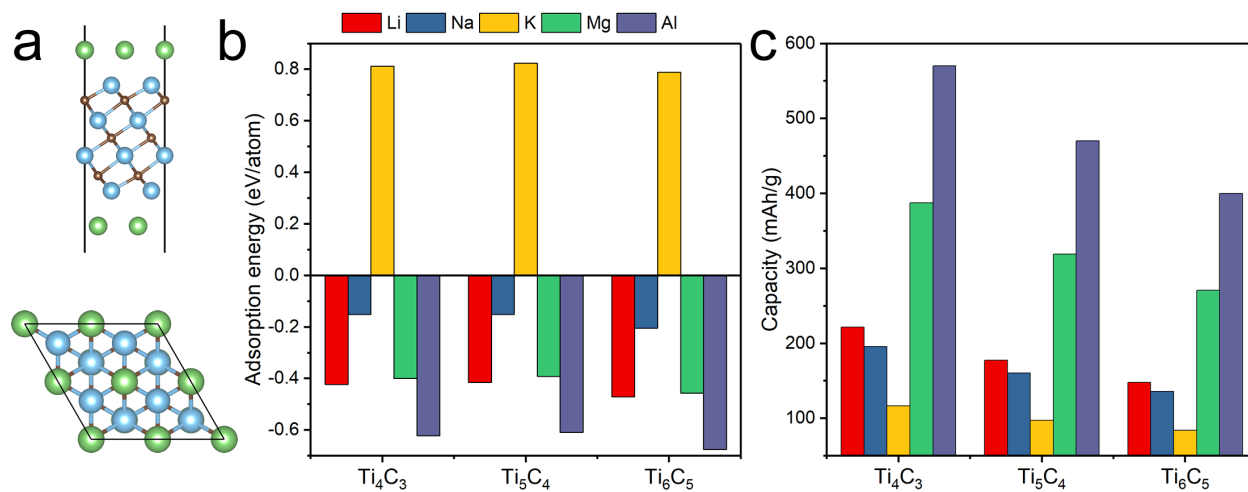 a
b
Li Na K Mg Al
Adsorption energy (eV/atom)
0.8
0.6
0.4
0.2
0.0
-0.2
-0.4
-0.6
Ti₄C₃ Ti₅C₄ Ti₆C₅
c
Capacity (mAh/g)
600
500
400
300
200
100
Ti₄C₃ Ti₅C₄ Ti₆C₅